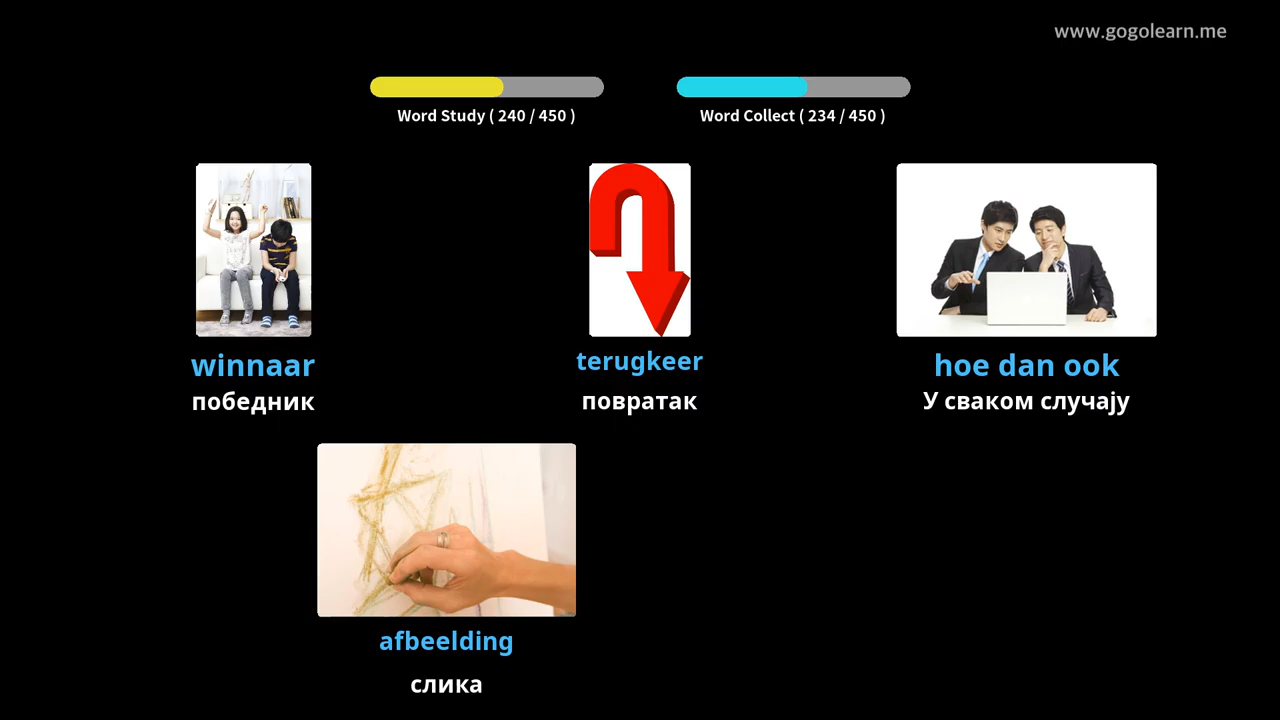 www.gogolearn.me
Word Study ( 240 / 450 )
Word Collect ( 234 / 450 )
winnaar
победник
terugkeer
повратак
hoe dan ook
У сваком случају
afbeelding
слика